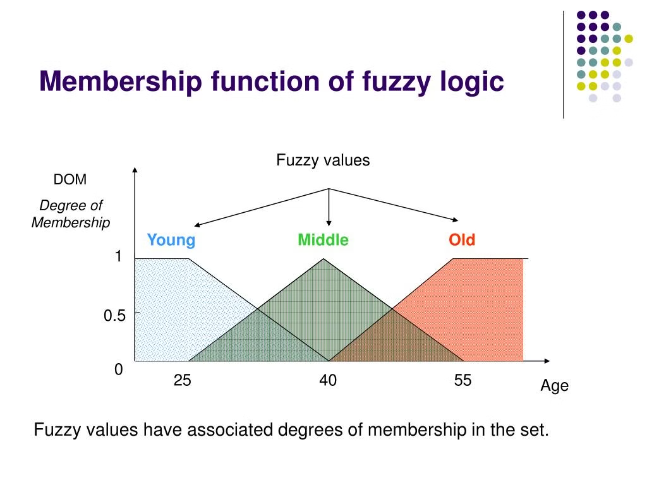 Membership function of fuzzy logic
Fuzzy values
DOM
Degree of
Membership
Young
Middle
Old
1
0.5
0
25
40
55
Age
Fuzzy values have associated degrees of membership in the set.